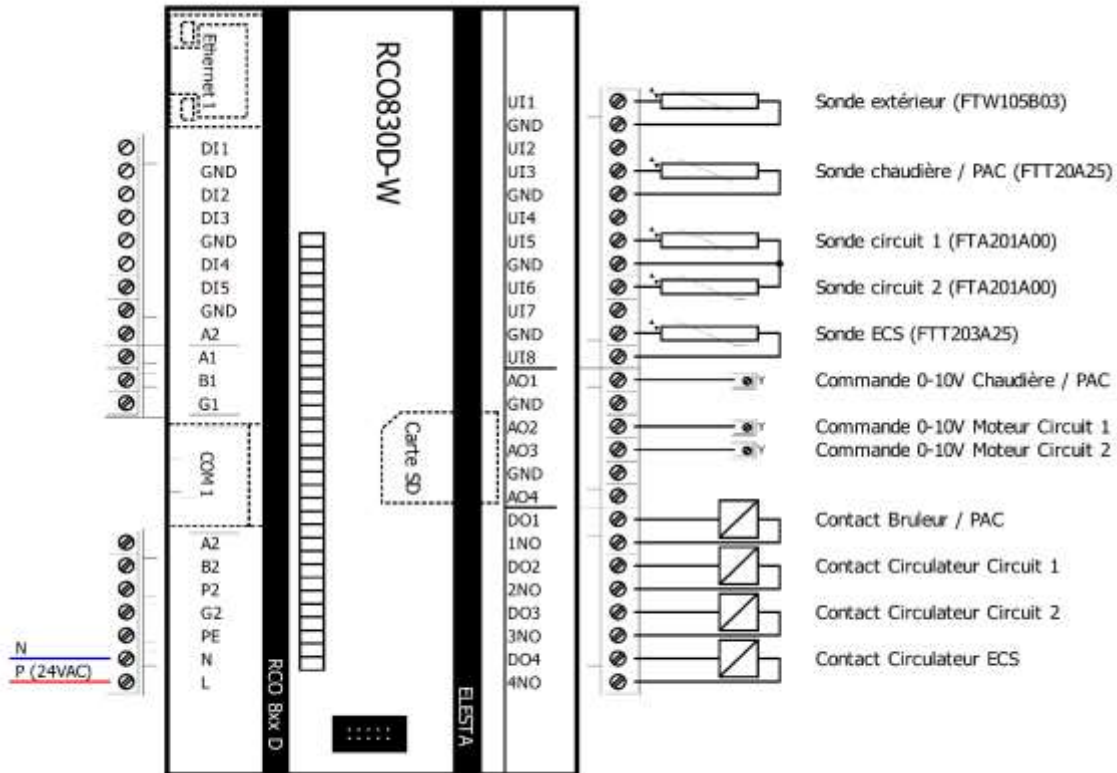 Ethernet 1
DI1
GND
DI2
DI3
GND
DI4
DI5
GND
A2
A1
B1
G1
COM 1
A2
B2
P2
G2
PE
N
L
N
P (24VAC)
RCO 8xx D
RCO830D-W
Carte SD
ELESTA
UI1
GND
UI2
UI3
GND
UI4
UI5
GND
UI6
UI7
GND
UI8
AO1
GND
AO2
AO3
GND
AO4
DO1
1NO
DO2
2NO
DO3
3NO
DO4
4NO
Sonde extérieur (FTW105B03)
Sonde chaudière / PAC (FTT20A25)
Sonde circuit 1 (FTA201A00)
Sonde circuit 2 (FTA201A00)
Sonde ECS (FTT203A25)
Y Commande 0-10V Chaudière / PAC
Y Commande 0-10V Moteur Circuit 1
Y Commande 0-10V Moteur Circuit 2
Contact Bruleur / PAC
Contact Circulateur Circuit 1
Contact Circulateur Circuit 2
Contact Circulateur ECS